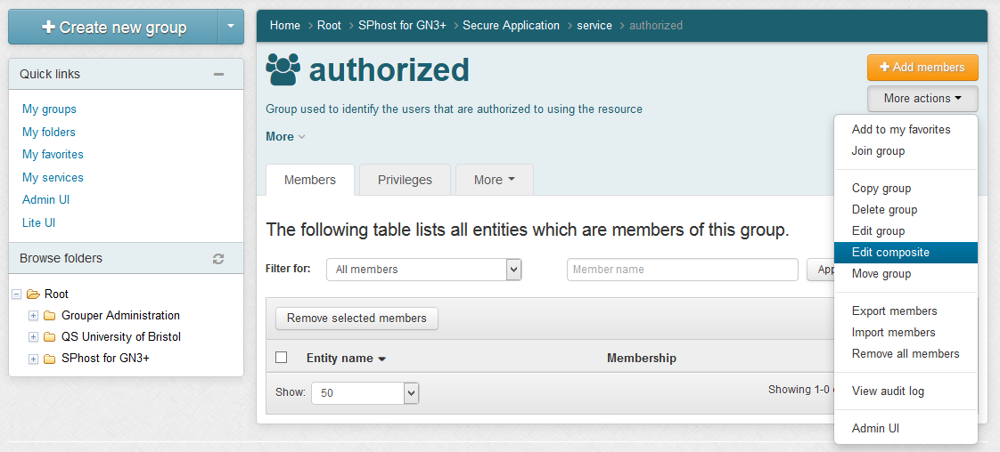 Create new group
Quick links
My groups
My folders
My favorites
My services
Admin UI
Lite UI
Browse folders
Root
Grouper Administration
QS University of Bristol
SPhost for GN3+
Home > Root > SPhost for GN3+ > Secure Application > service > authorized
authorized
Group used to identify the users that are authorized to using the resource
More
Add members
More actions
Add to my favorites
Join group
Copy group
Delete group
Edit group
Edit composite
Move group
Export members
Import members
Remove all members
View audit log
Admin UI
Members Privileges More
The following table lists all entities which are members of this group.
Filter for: All members Member name
Remove selected members
Entity name Membership
Show: 50 Showing 1-0